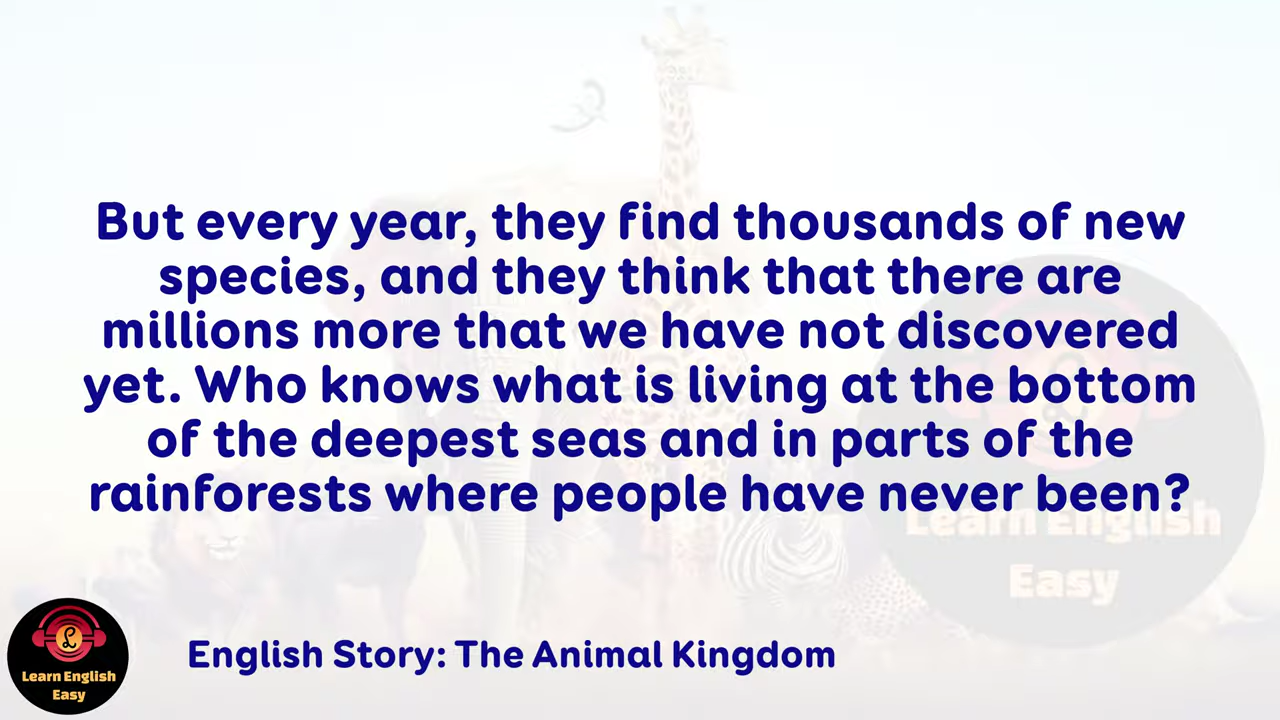 But every year, they find thousands of new
species, and they think that there are
millions more that we have not discovered
yet. Who knows what is living at the bottom
of the deepest seas and in parts of the
rainforests where people have never been?
Learn English
Easy
English Story: The Animal Kingdom
Learn English
Easy